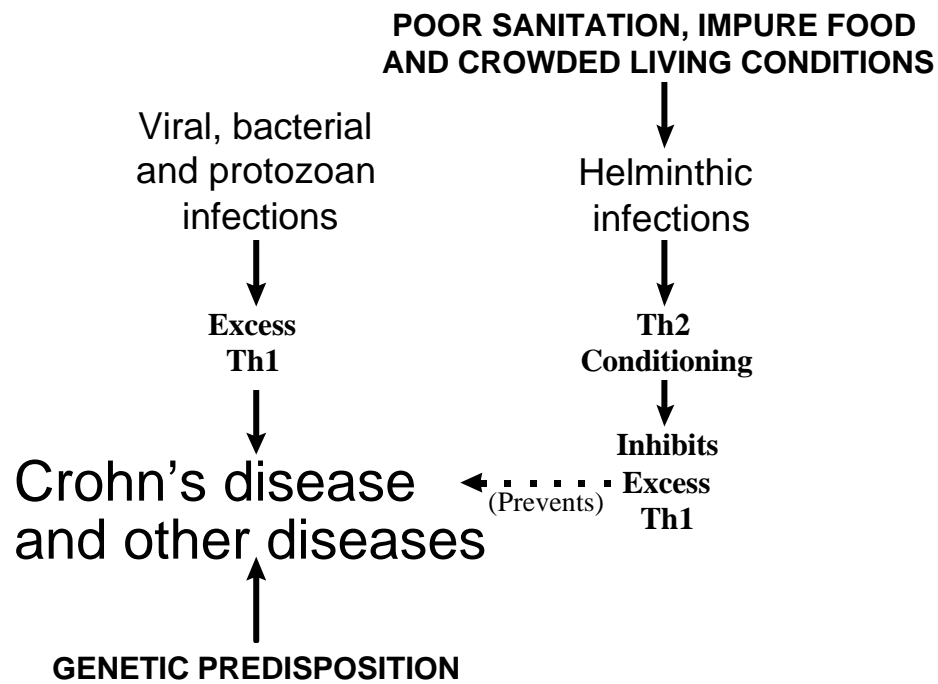 POOR SANITATION, IMPURE FOOD
AND CROWDED LIVING CONDITIONS
Viral, bacterial
and protozoan
infections
Helminthic
infections
Excess
Th1
Th2
Conditioning
Inhibits
Excess
Th1
(Prevents)
Crohn's disease
and other diseases
GENETIC PREDISPOSITION